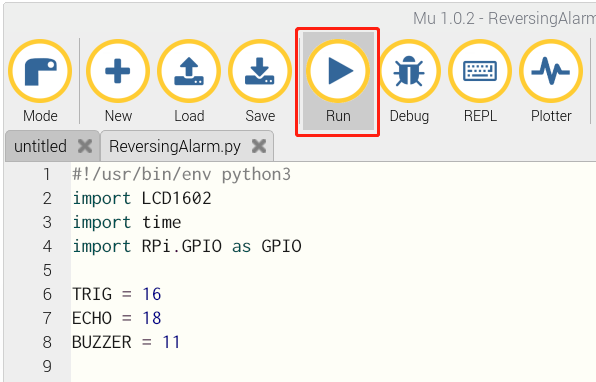 Mu 1.0.2 - ReversingAlarm
Mode New Load Save Run Debug REPL Plotter
untitled ReversingAlarm.py
1 #!/usr/bin/env python3
2 import LCD1602
3 import time
4 import RPi.GPIO as GPIO
5
6 TRIG = 16
7 ECHO = 18
8 BUZZER = 11
9